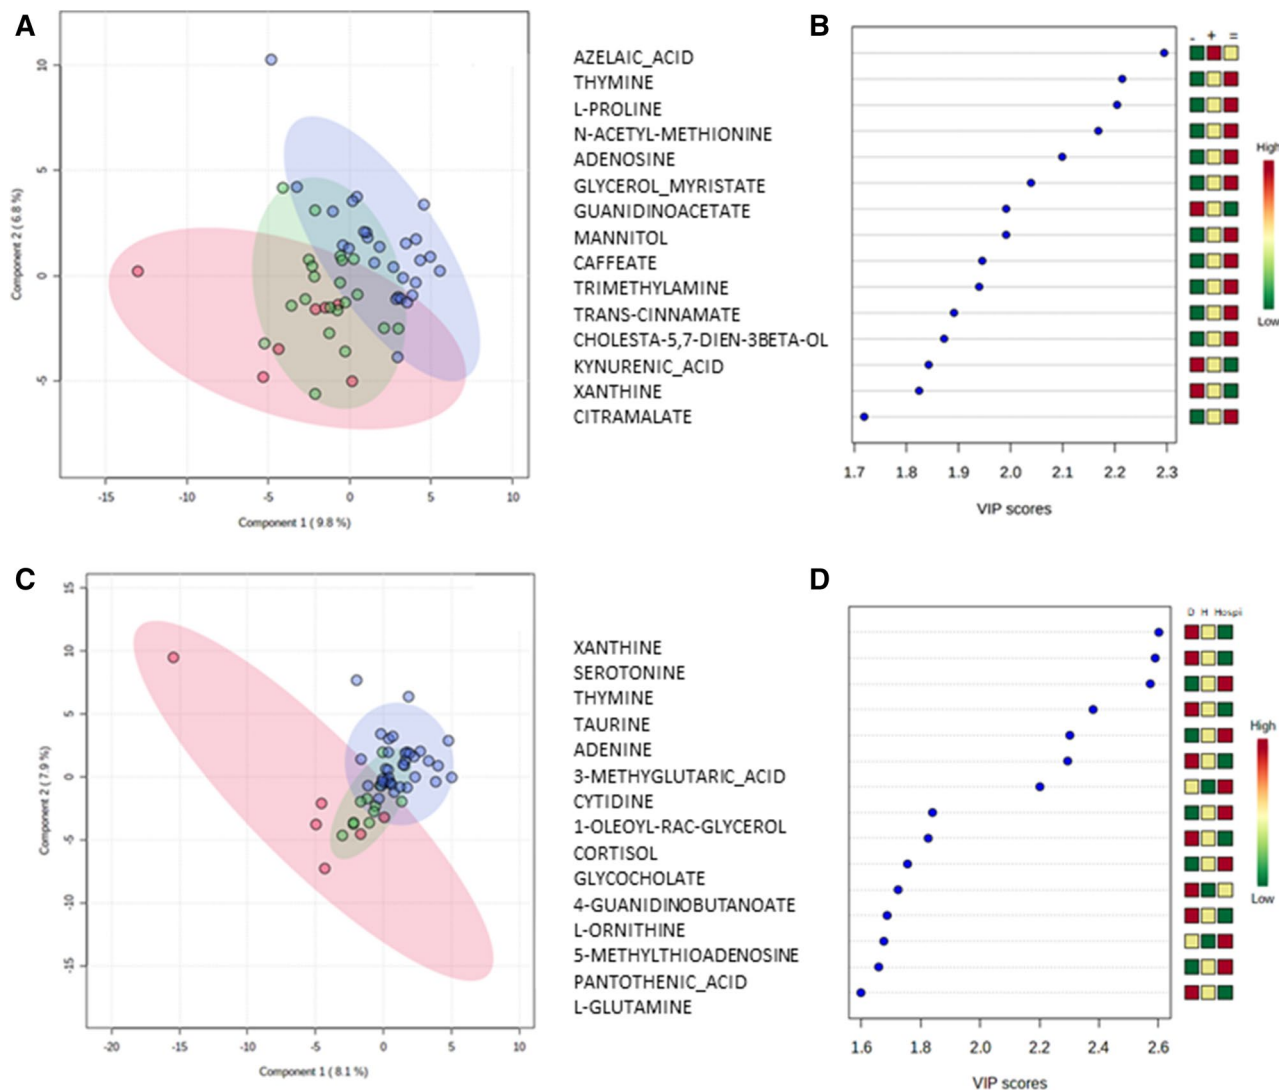 A
10
5
0
-5
Component 2 ( 6.8 %)
-15
-10
-5
0
5
10
Component 1 ( 9.8 %)
AZELAIC_ACID
THYMINE
L-PROLINE
N-ACETYL-METHIONINE
ADENOSINE
GLYCEROL_MYRISTATE
GUANIDINOACETATE
MANNITOL
CAFFEATE
TRIMETHYLAMINE
TRANS-CINNAMATE
CHOLESTA-5,7-DIEN-3BETA-OL
KYNURENIC_ACID
XANTHINE
CITRAMALATE
B
- + =
High
Low
1.7 1.8 1.9 2.0 2.1 2.2 2.3
VIP scores
C
15
10
5
0
-5
-10
-15
Component 2 ( 7.9 %)
-20
-15
-10
-5
0
5
10
Component 1 ( 8.1 %)
XANTHINE
SEROTONINE
THYMINE
TAURINE
ADENINE
3-METHYGLUTARIC_ACID
CYTIDINE
1-OLEOYL-RAC-GLYCEROL
CORTISOL
GLYCOCHOLATE
4-GUANIDINOBUTANOATE
L-ORNITHINE
5-METHYLTHIOADENOSINE
PANTOTHENIC_ACID
L-GLUTAMINE
D
D H Hospi
High
Low
1.6 1.8 2.0 2.2 2.4 2.6
VIP scores